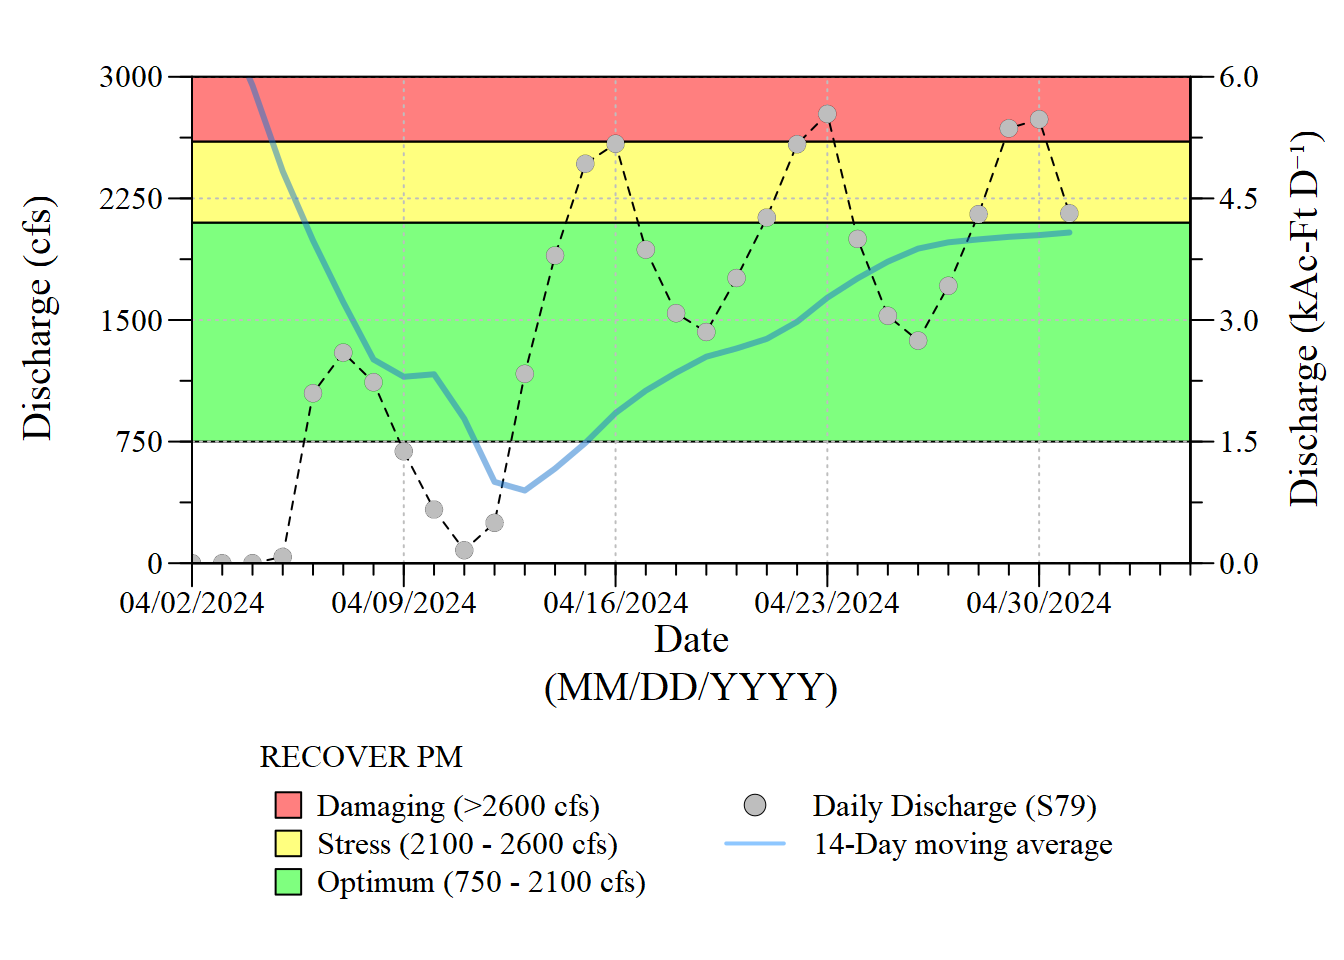 3000
2250
1500
750
0
Discharge (cfs)
6.0
4.5
3.0
1.5
0.0
Discharge (kAc-Ft D⁻¹)
04/02/2024 04/09/2024 04/16/2024 04/23/2024 04/30/2024
Date
(MM/DD/YYYY)
RECOVER PM
Damaging (>2600 cfs)
Stress (2100 - 2600 cfs)
Optimum (750 - 2100 cfs)
Daily Discharge (S79)
14-Day moving average